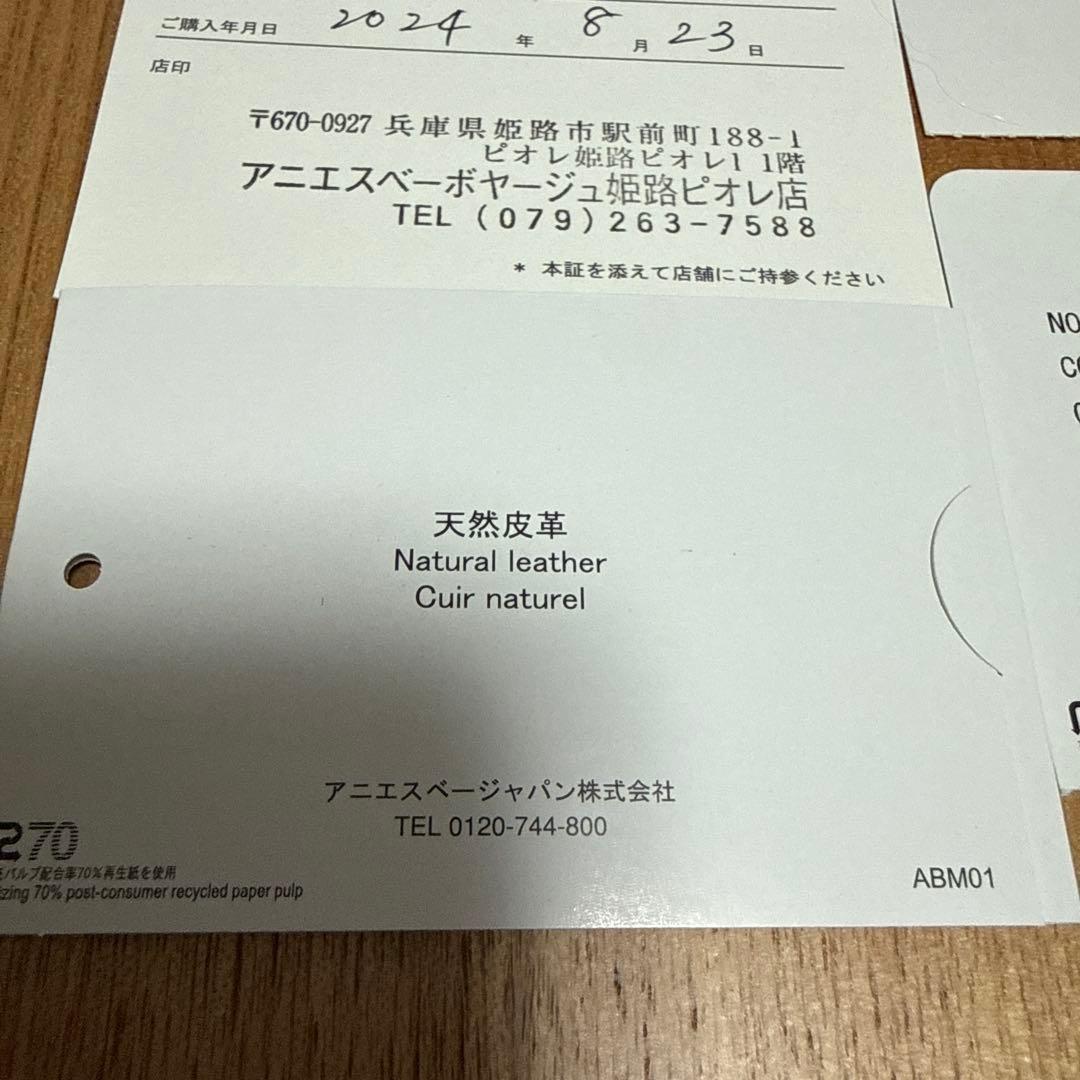 ご購入年月日 2024 年 8 月 23 日
店印
〒670-0927 兵庫県姫路市駅前町188-1
ピオレ姫路ピオレ1 1階
アニエスベーボヤージュ姫路ピオレ店
TEL (079)263-7588
* 本証を添えて店舗にご持参ください
NO
天然皮革
Natural leather
Cuir naturel
アニエスベージャパン株式会社
TEL 0120-744-800
R70
パルプ配合率70%再生紙を使用
zing 70% post-consumer recycled paper pulp
ABM01